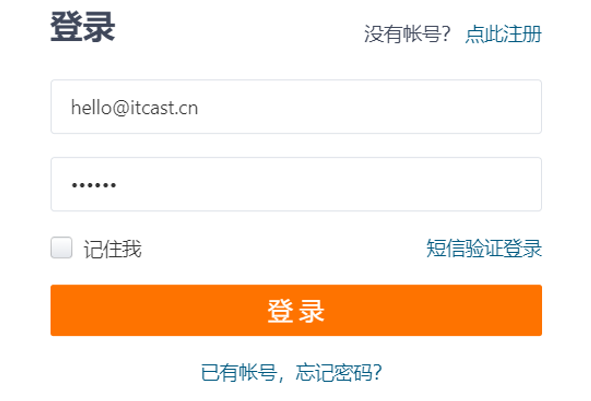 登录
没有帐号？ 点此注册
hello@itcast.cn
••••••
记住我
短信验证登录
登录
已有帐号，忘记密码？